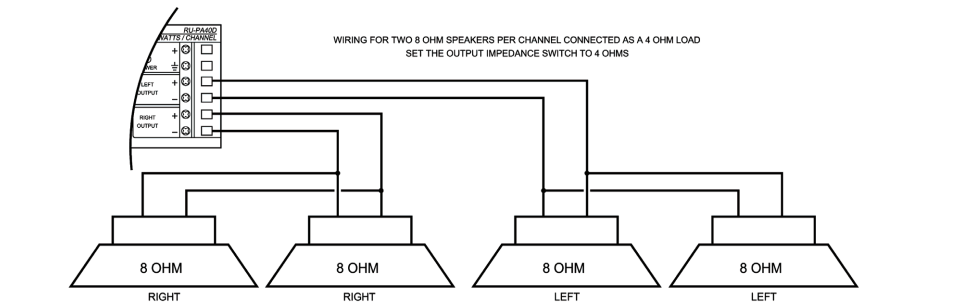 WIRING FOR TWO 8 OHM SPEAKERS PER CHANNEL CONNECTED AS A 4 OHM LOAD
SET THE OUTPUT IMPEDANCE SWITCH TO 4 OHMS
RU-PA40D
WATTS / CHANNEL
+
+
LEFT
OUTPUT
–
+
RIGHT
OUTPUT
–
8 OHM
8 OHM
8 OHM
8 OHM
RIGHT
RIGHT
LEFT
LEFT